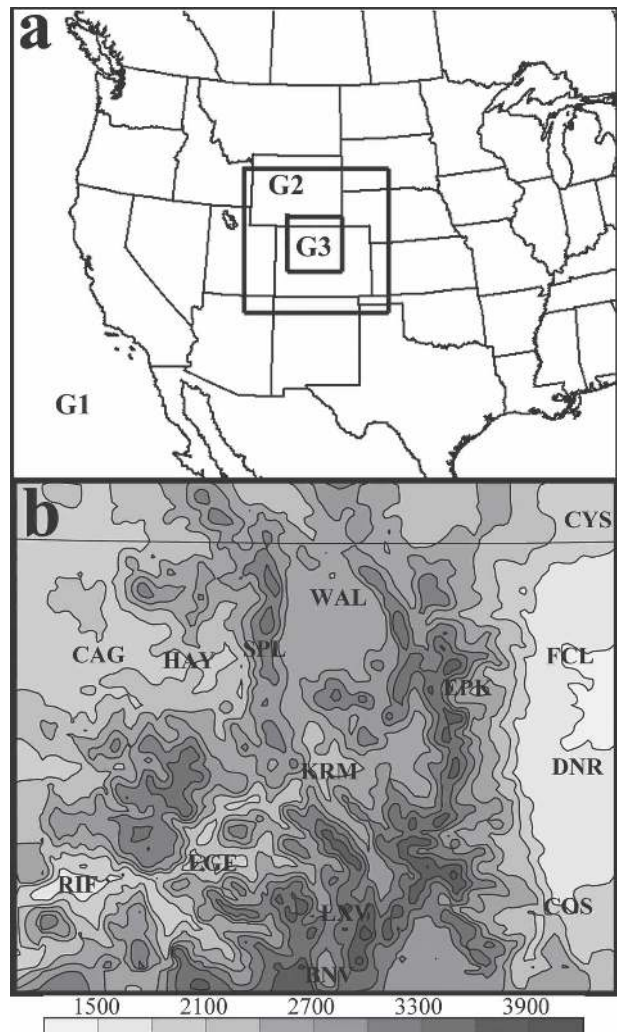 a
G2
G3
G1
b
CYS
WAL
CAG HAY SPL FCL
EPK
KRM DNR
EGE
RIF
LXV COS
BNV
1500 2100 2700 3300 3900